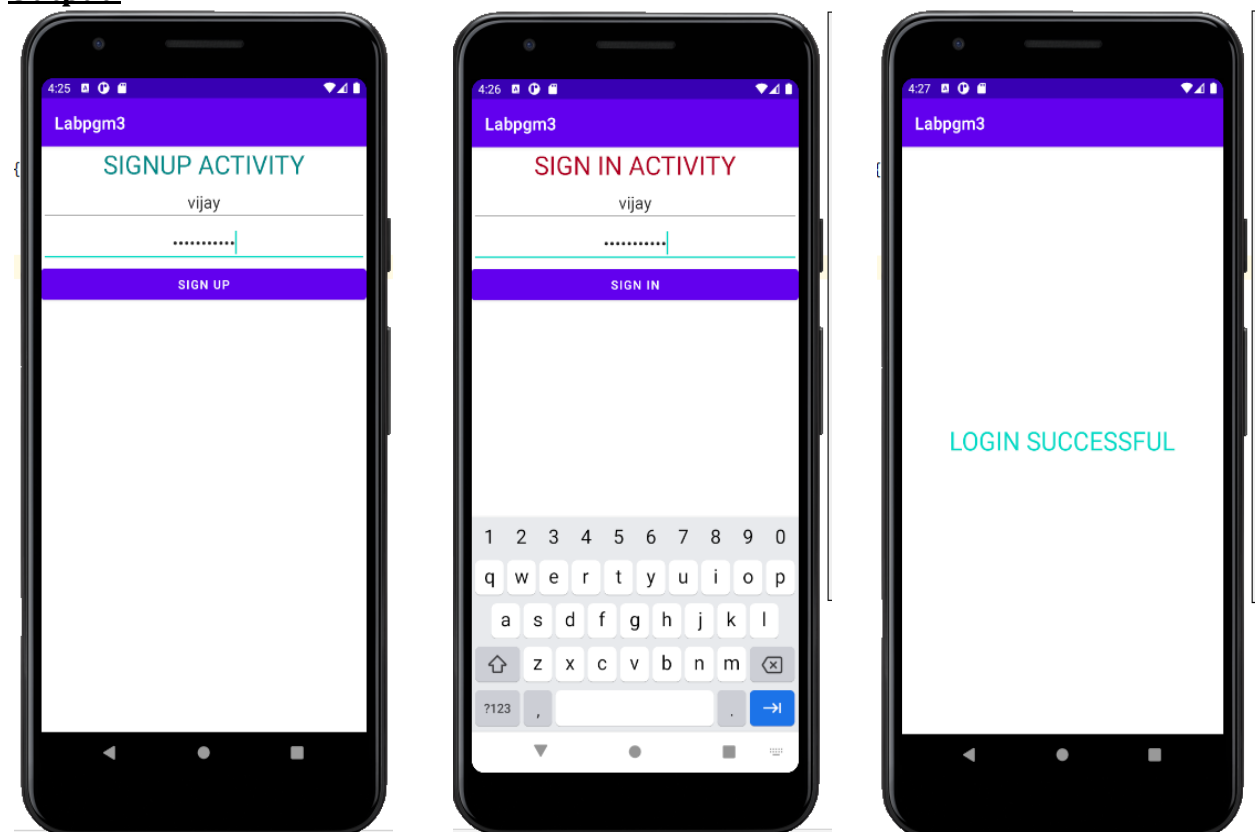 4:25
Labpgm3
SIGNUP ACTIVITY
vijay
•••••••••••
SIGN UP
4:26
Labpgm3
SIGN IN ACTIVITY
vijay
•••••••••••
SIGN IN
1 2 3 4 5 6 7 8 9 0
q w e r t y u i o p
a s d f g h j k l
z x c v b n m
?123 , .
4:27
Labpgm3
LOGIN SUCCESSFUL